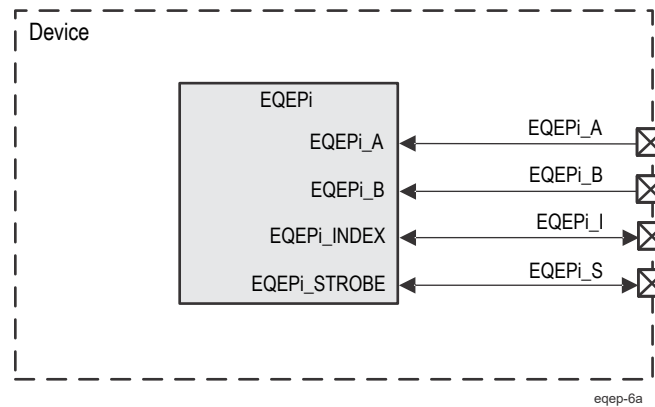 Device
EQEPi
EQEPi_A EQEPi_A
EQEPi_B EQEPi_B
EQEPi_INDEX EQEPi_I
EQEPi_STROBE EQEPi_S
eqep-6a